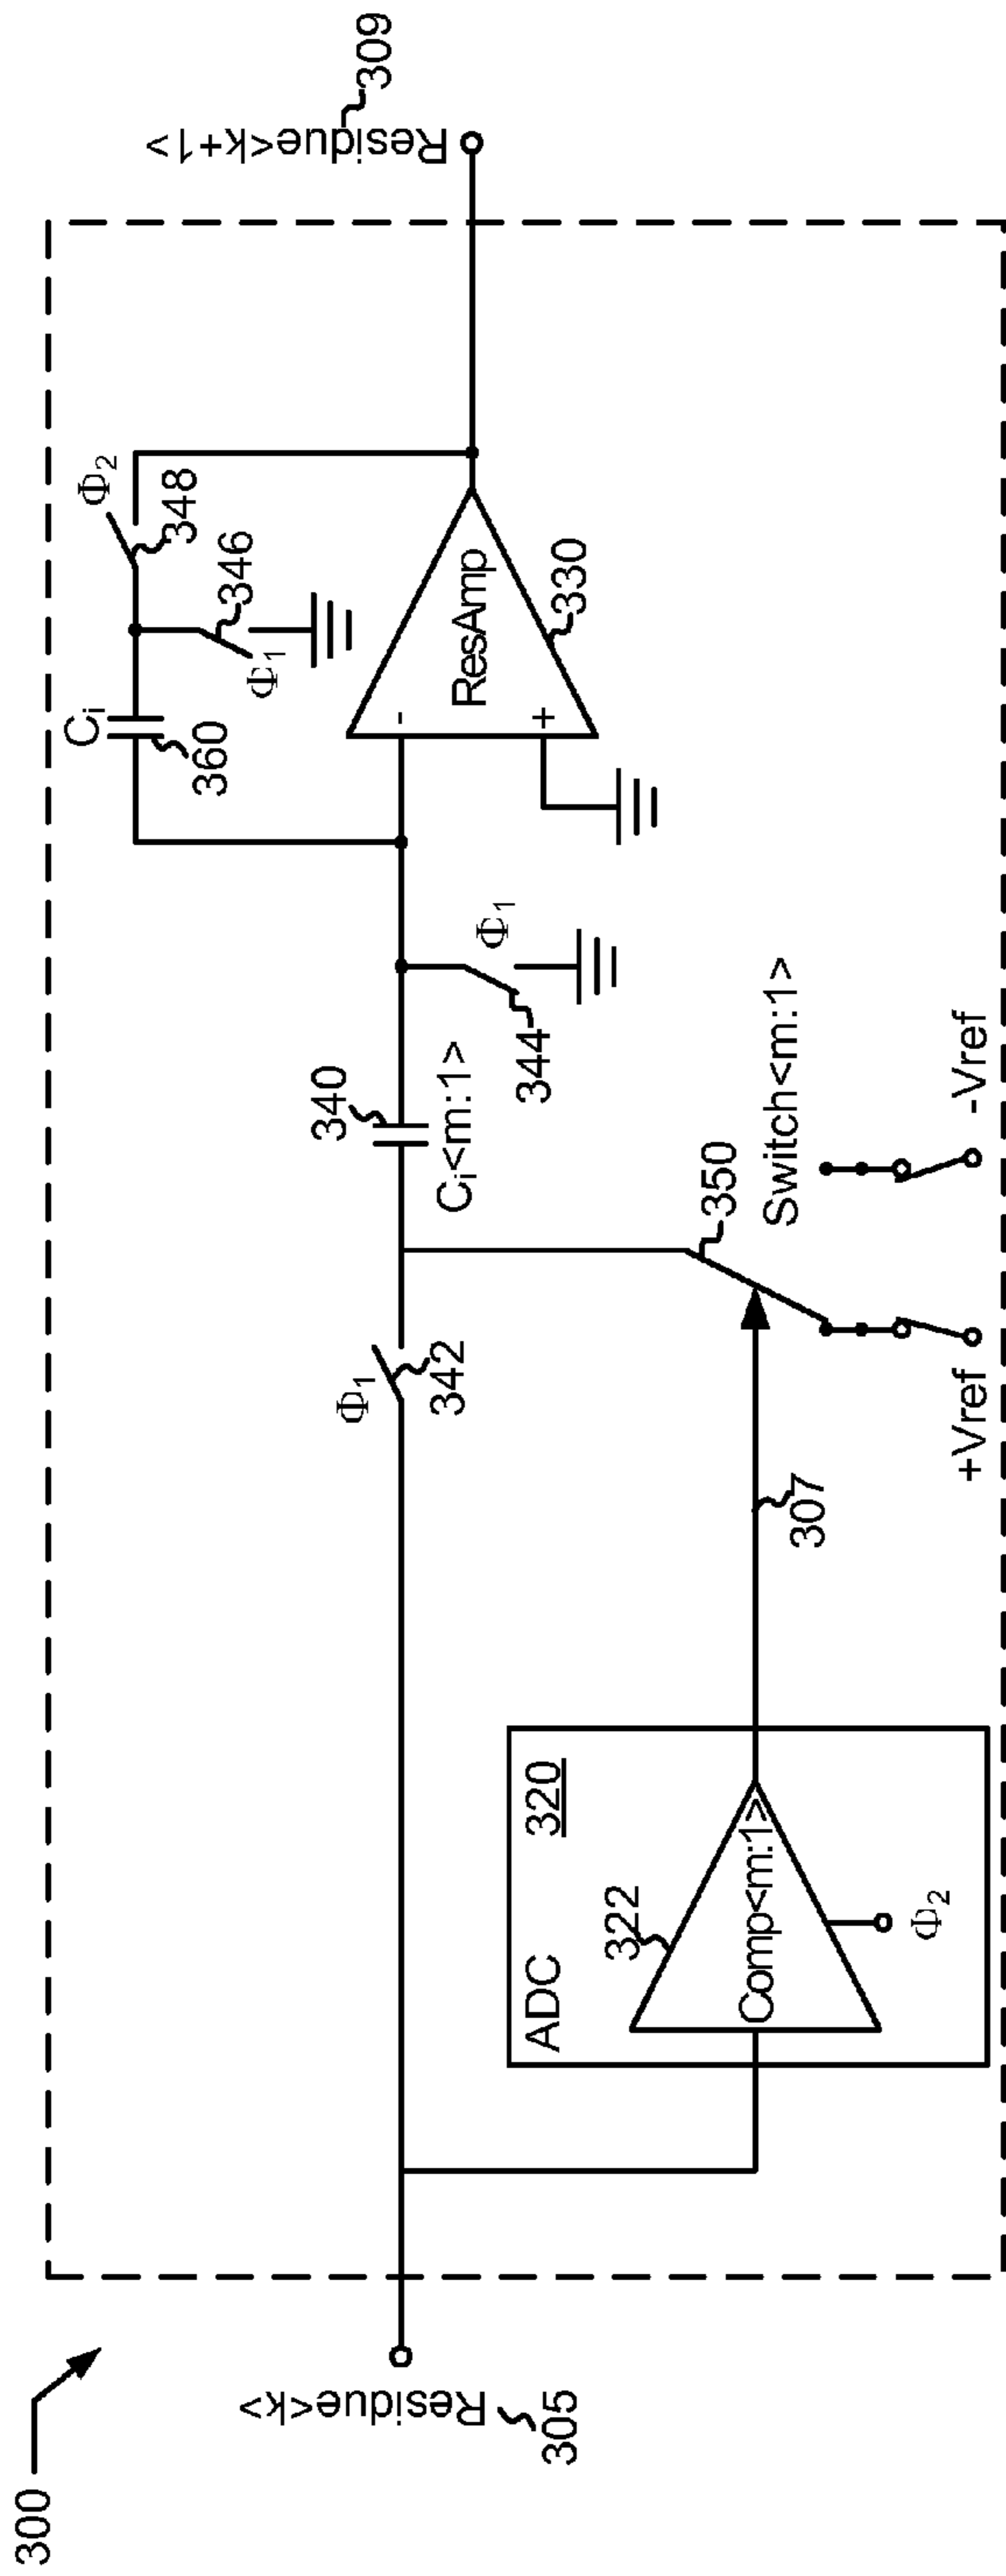 300
Residue<k>
305
ADC
320
322
Comp<m:1>
Φ2
307
Φ1
342
340
Ci<m:1>
350
Switch<m:1>
+Vref
-Vref
344
Φ1
Ci
360
Φ1
346
348
Φ2
-
+
ResAmp
330
Residue<k+1>
309